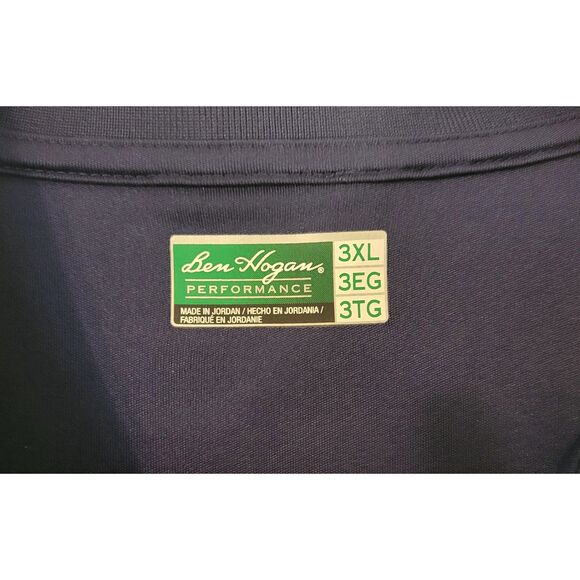 Ben Hogan®
PERFORMANCE
MADE IN JORDAN / HECHO EN JORDANIA /
FABRIQUÉ EN JORDANIE
3XL
3EG
3TG